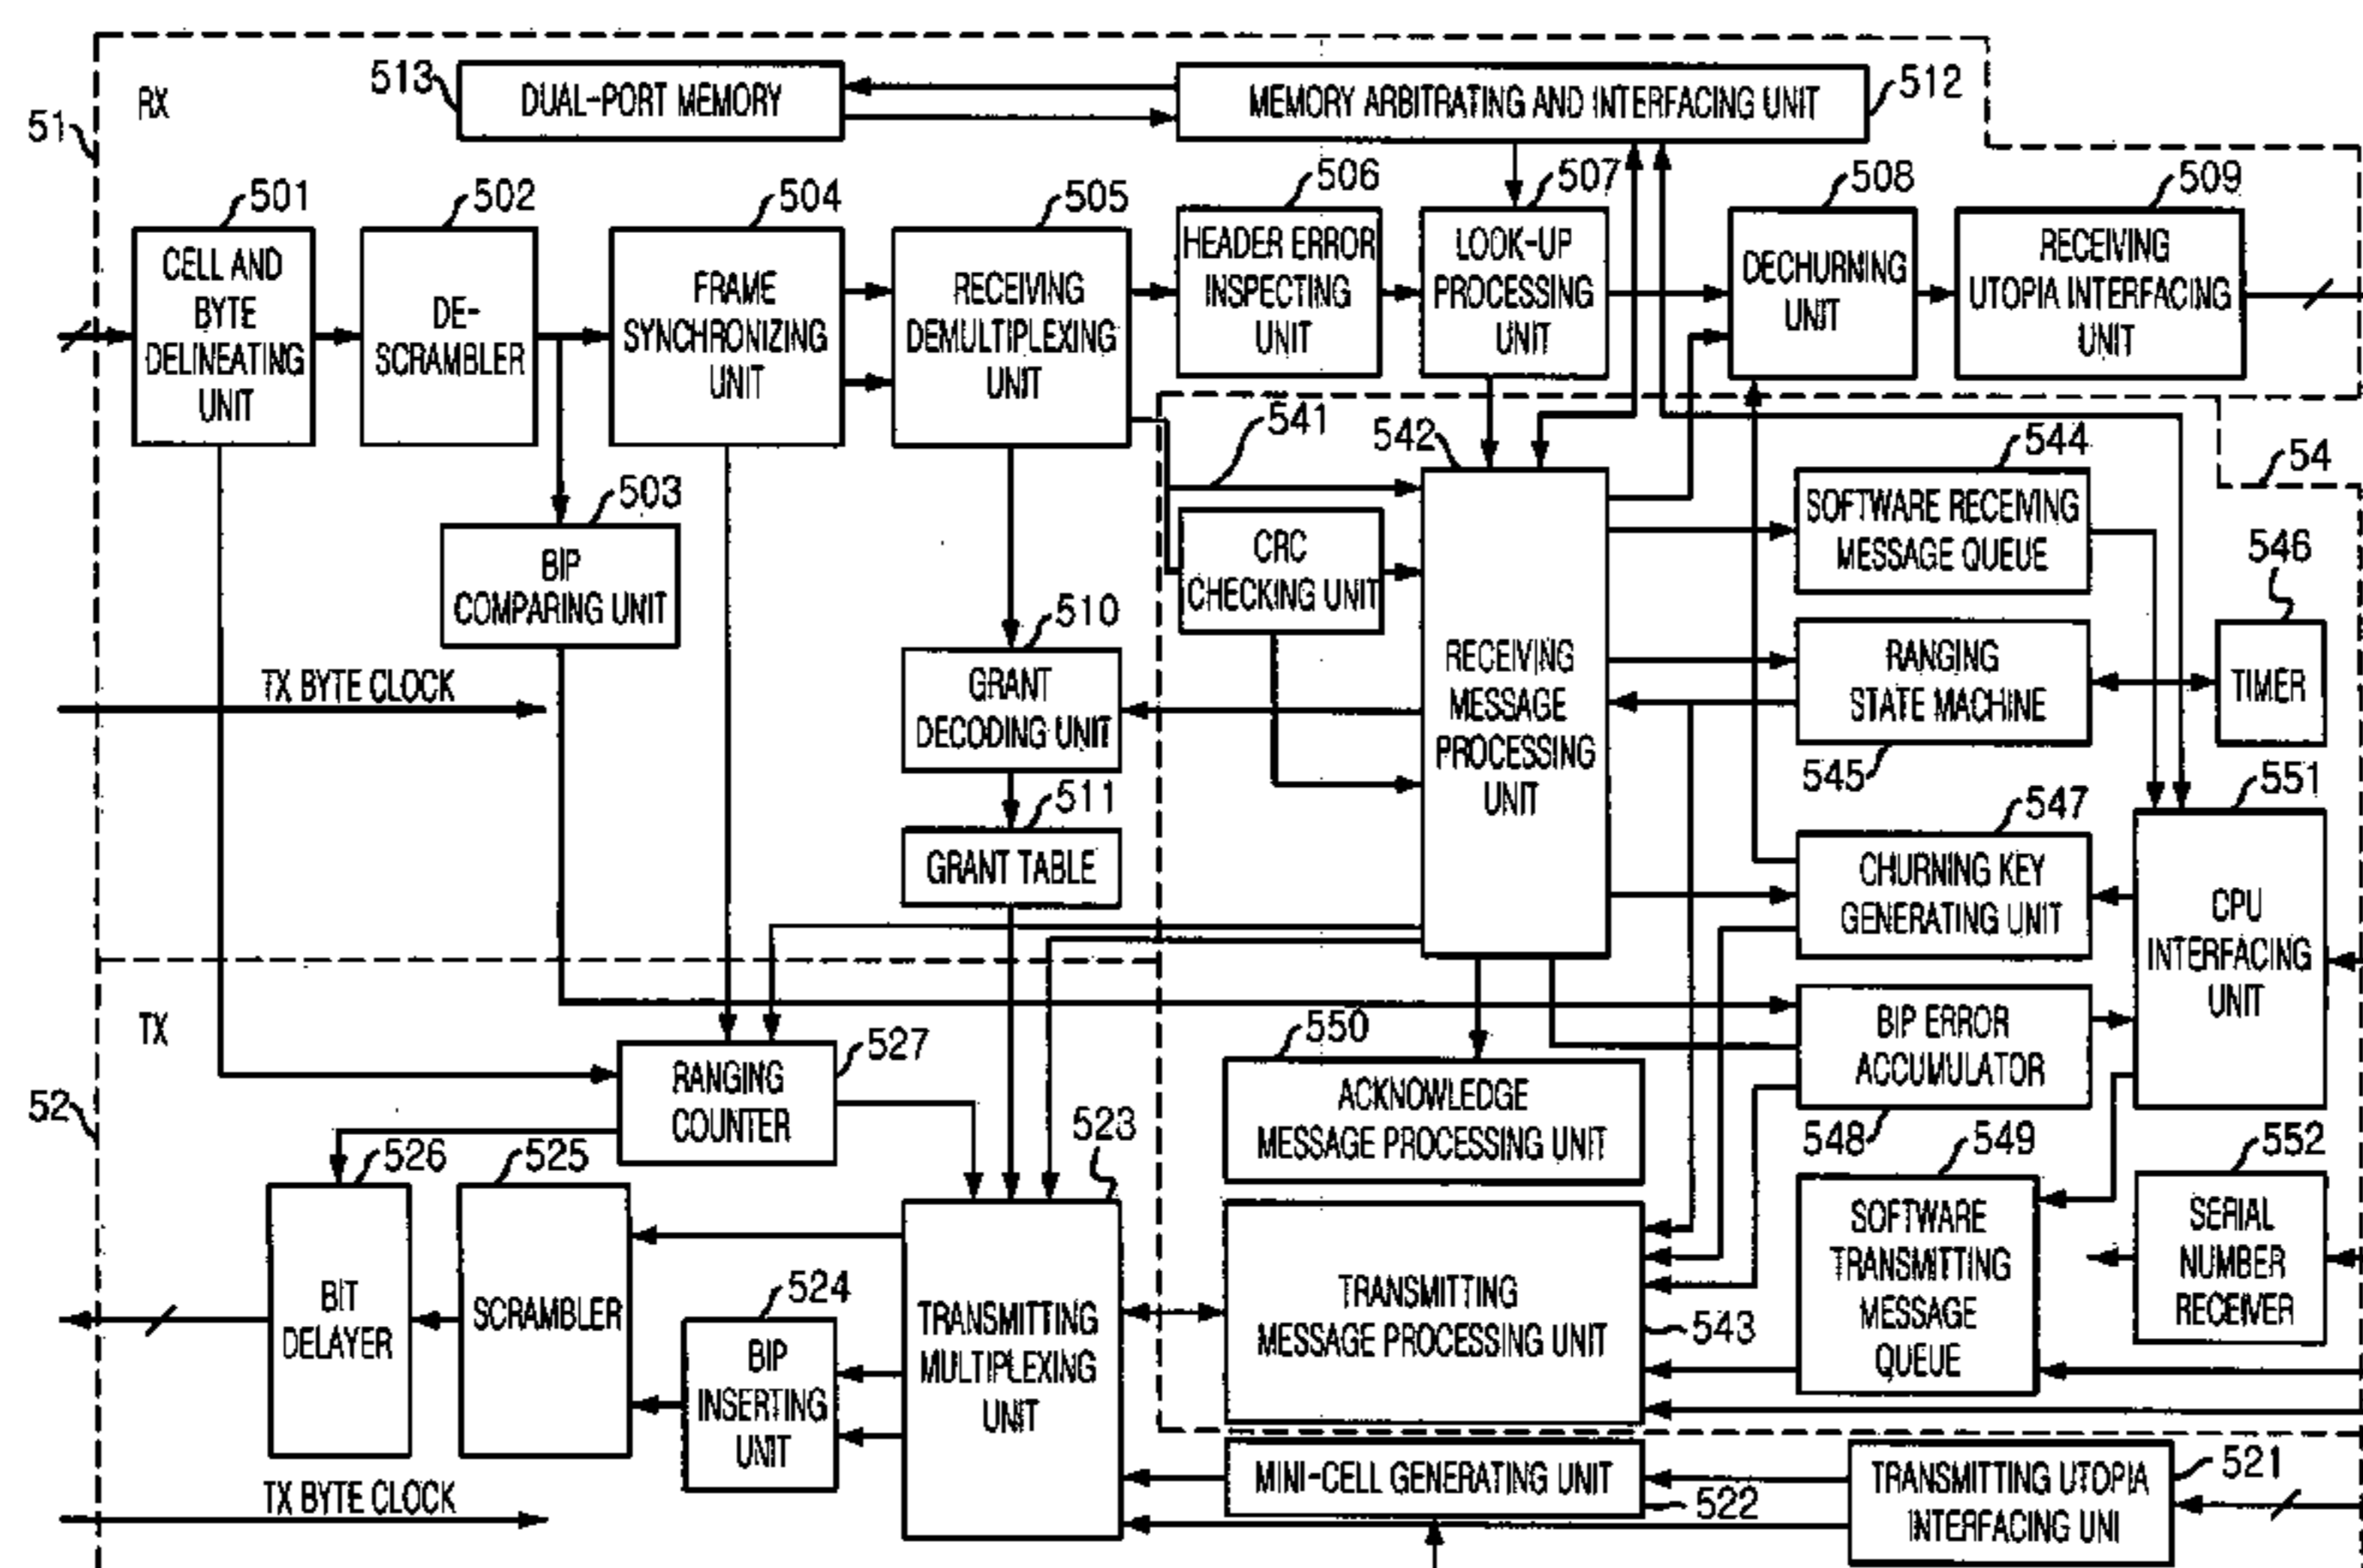 513
DUAL-PORT MEMORY
MEMORY ARBITRATING AND INTERFACING UNIT
512
RX
51
501
CELL AND
BYTE
DELINEATING
UNIT
502
DE-
SCRAMBLER
504
FRAME
SYNCHRONIZING
UNIT
505
RECEIVING
DEMULTIPLEXING
UNIT
506
HEADER ERROR
INSPECTING
UNIT
507
LOOK-UP
PROCESSING
UNIT
508
DECHURNING
UNIT
509
RECEIVING
UTOPIA INTERFACING
UNIT
503
BIP
COMPARING UNIT
541
CRC
CHECKING UNIT
542
RECEIVING
MESSAGE
PROCESSING
UNIT
544
SOFTWARE RECEIVING
MESSAGE QUEUE
54
546
TIMER
TX BYTE CLOCK
510
GRANT
DECODING UNIT
RANGING
STATE MACHINE
545
511
GRANT TABLE
547
CHURNING KEY
GENERATING UNIT
551
CPU
INTERFACING
UNIT
TX
527
RANGING
COUNTER
550
ACKNOWLEDGE
MESSAGE PROCESSING UNIT
BIP ERROR
ACCUMULATOR
548
52
526
BIT
DELAYER
525
SCRAMBLER
524
BIP
INSERTING
UNIT
523
TRANSMITTING
MULTIPLEXING
UNIT
TRANSMITTING
MESSAGE PROCESSING UNIT
543
549
SOFTWARE
TRANSMITTING
MESSAGE
QUEUE
552
SERIAL
NUMBER
RECEIVER
TX BYTE CLOCK
MINI-CELL GENERATING UNIT
522
TRANSMITTING UTOPIA
INTERFACING UNI
521